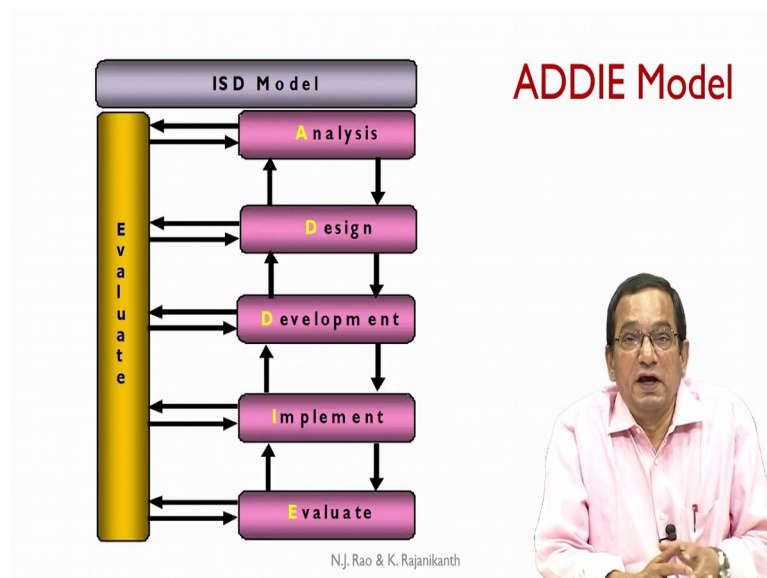 ISD Model
ADDIE Model
Analysis
Design
Development
Implement
Evaluate
Evaluate
N.J. Rao & K. Rajanikanth